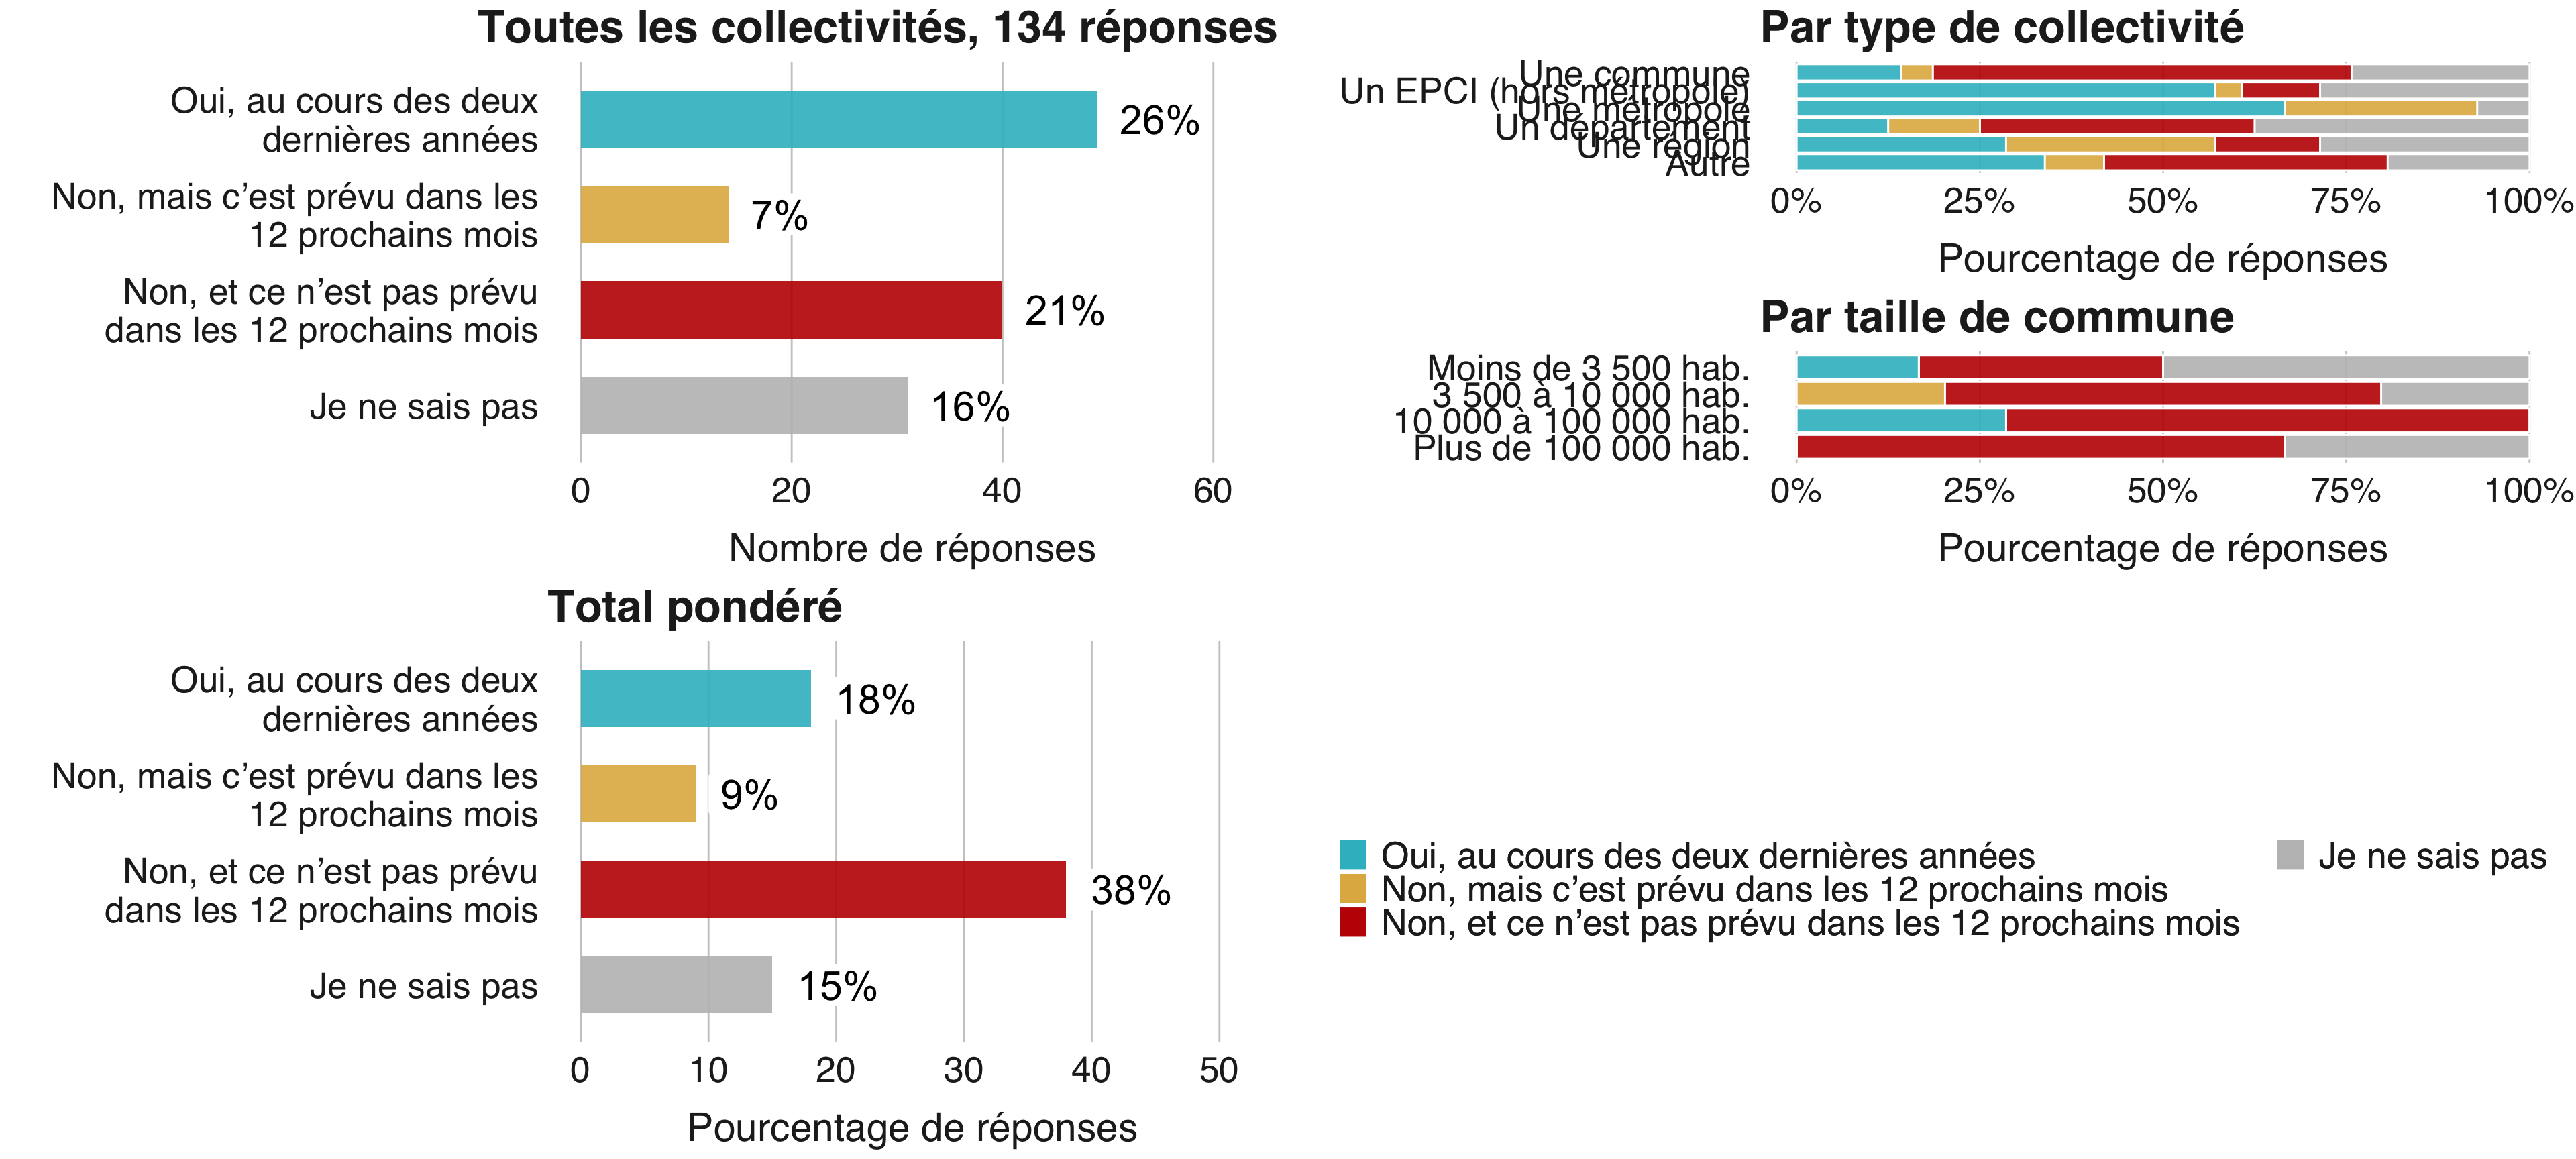 Toutes les collectivités, 134 réponses
Oui, au cours des deux
dernières années
26%
Non, mais c’est prévu dans les
12 prochains mois
7%
Non, et ce n’est pas prévu
dans les 12 prochains mois
21%
Je ne sais pas
16%
0 20 40 60
Nombre de réponses
Par type de collectivité
Une commune
Un EPCI (hors métropole)
Une métropole
Un département
Une région
Autre
0% 25% 50% 75% 100%
Pourcentage de réponses
Par taille de commune
Moins de 3 500 hab.
3 500 à 10 000 hab.
10 000 à 100 000 hab.
Plus de 100 000 hab.
0% 25% 50% 75% 100%
Pourcentage de réponses
Total pondéré
Oui, au cours des deux
dernières années
18%
Non, mais c’est prévu dans les
12 prochains mois
9%
Non, et ce n’est pas prévu
dans les 12 prochains mois
38%
Je ne sais pas
15%
0 10 20 30 40 50
Pourcentage de réponses
Oui, au cours des deux dernières années
Non, mais c’est prévu dans les 12 prochains mois
Non, et ce n’est pas prévu dans les 12 prochains mois
Je ne sais pas